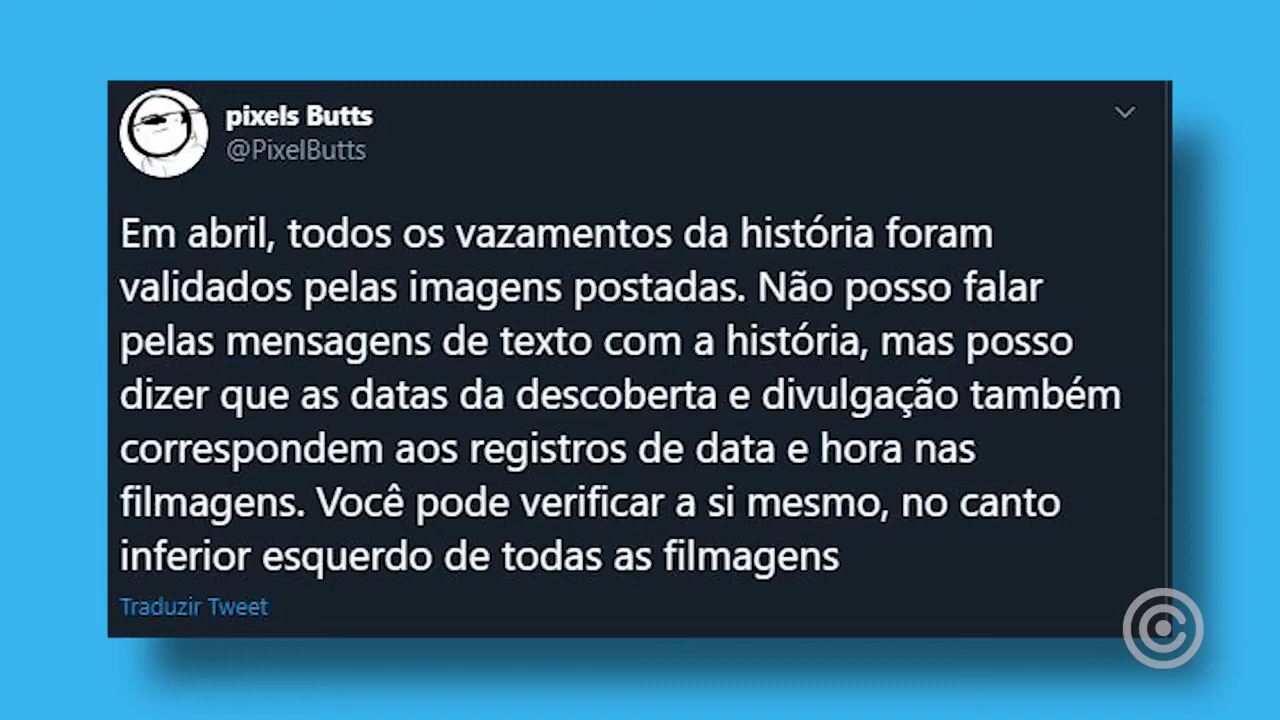 pixels Butts
@PixelButts
Em abril, todos os vazamentos da história foram
validados pelas imagens postadas. Não posso falar
pelas mensagens de texto com a história, mas posso
dizer que as datas da descoberta e divulgação também
correspondem aos registros de data e hora nas
filmagens. Você pode verificar a si mesmo, no canto
inferior esquerdo de todas as filmagens
Traduzir Tweet